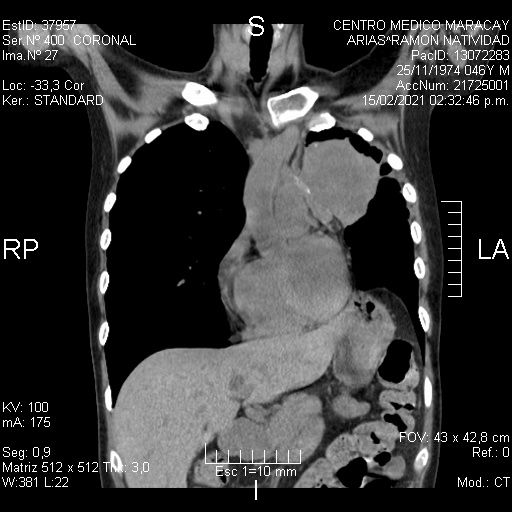 EstID: 37957
Ser.Nº 400 CORONAL
Ima.Nº 27
Loc: -33,3 Cor
Ker.: STANDARD
S
CENTRO MEDICO MARACAY
ARIAS^RAMON NATIVIDAD
PacID: 13072283
25/11/1974 046Y M
AccNum: 21725001
15/02/2021 02:32:46 p.m.
RP
LA
KV: 100
mA: 175
Seg: 0,9
Matriz 512 x 512 Thk: 3,0
W:381 L:22
Esc 1=10 mm
I
FOV: 43 x 42,8 cm
Ref.: 0
Mod.: CT